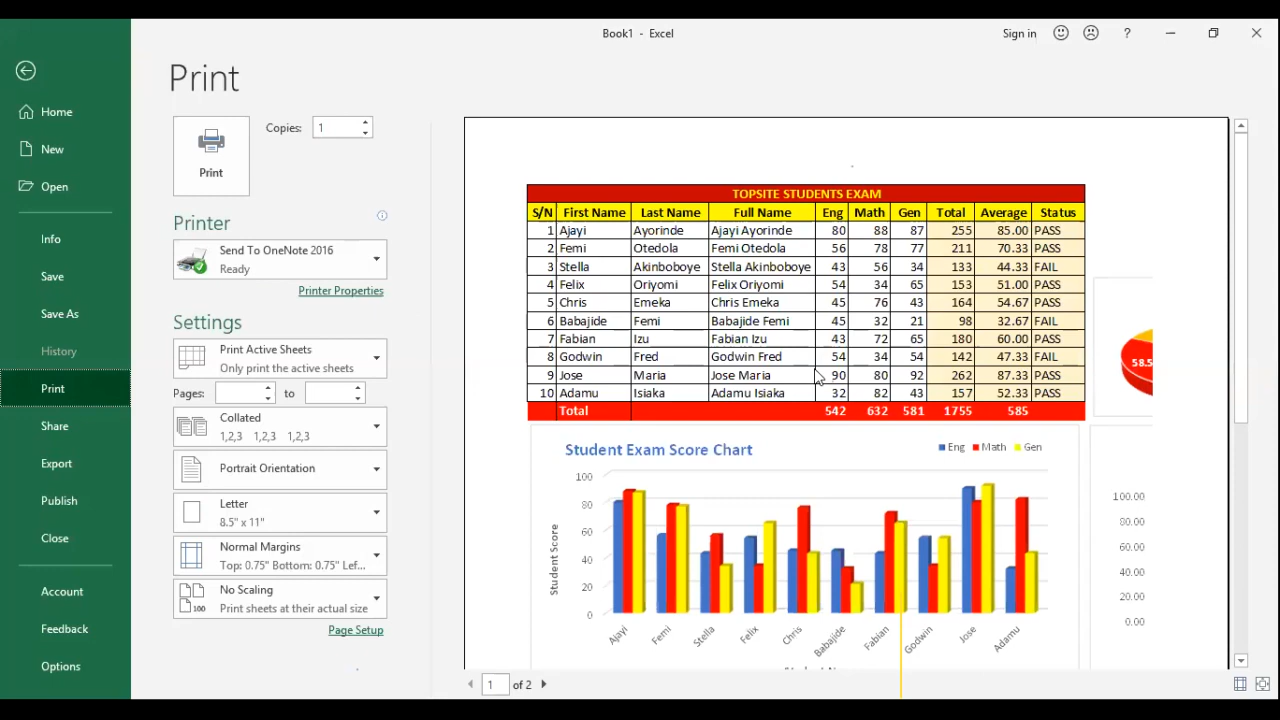 Book1 - Excel
Sign in
?
Print
Home
New
Open
Info
Save
Save As
History
Print
Share
Export
Publish
Close
Account
Feedback
Options
Print
Copies: 1
Printer
Send To OneNote 2016
Ready
Printer Properties
Settings
Print Active Sheets
Only print the active sheets
Pages: to
Collated
1,2,3 1,2,3 1,2,3
Portrait Orientation
Letter
8.5" x 11"
Normal Margins
Top: 0.75" Bottom: 0.75" Lef...
No Scaling
100 Print sheets at their actual size
Page Setup
TOPSITE STUDENTS EXAM
S/N First Name Last Name Full Name Eng Math Gen Total Average Status
1 Ajayi Ayorinde Ajayi Ayorinde 80 88 87 255 85.00 PASS
2 Femi Otedola Femi Otedola 56 78 77 211 70.33 PASS
3 Stella Akinboboye Stella Akinboboye 43 56 34 133 44.33 FAIL
4 Felix Oriyomi Felix Oriyomi 54 34 65 153 51.00 PASS
5 Chris Emeka Chris Emeka 45 76 43 164 54.67 PASS
6 Babajide Femi Babajide Femi 45 32 21 98 32.67 FAIL
7 Fabian Izu Fabian Izu 43 72 65 180 60.00 PASS
8 Godwin Fred Godwin Fred 54 34 54 142 47.33 FAIL
9 Jose Maria Jose Maria 90 80 92 262 87.33 PASS
10 Adamu Isiaka Adamu Isiaka 32 82 43 157 52.33 PASS
Total 542 632 581 1755 585
58.5
Student Exam Score Chart
Eng Math Gen
Student Score
100
80
60
40
20
0
Ajayi Femi Stella Felix Chris Babajide Fabian Godwin Jose Adamu
100.00
80.00
60.00
40.00
20.00
0.00
1 of 2